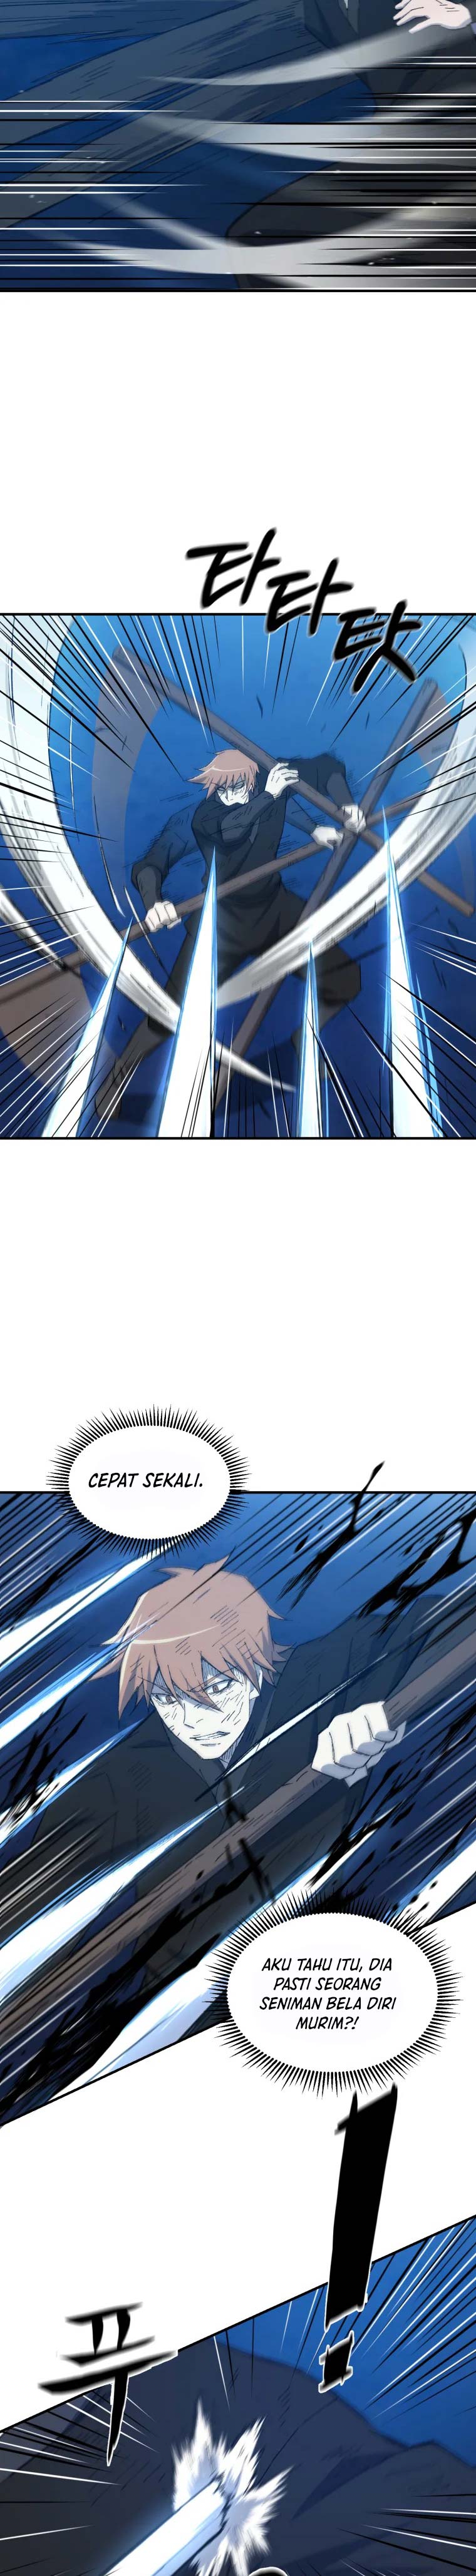 타타탓
CEPAT SEKALI.
AKU TAHU ITU, DIA
PASTI SEORANG
SENIMAN BELA DIRI
MURIM?!
푸